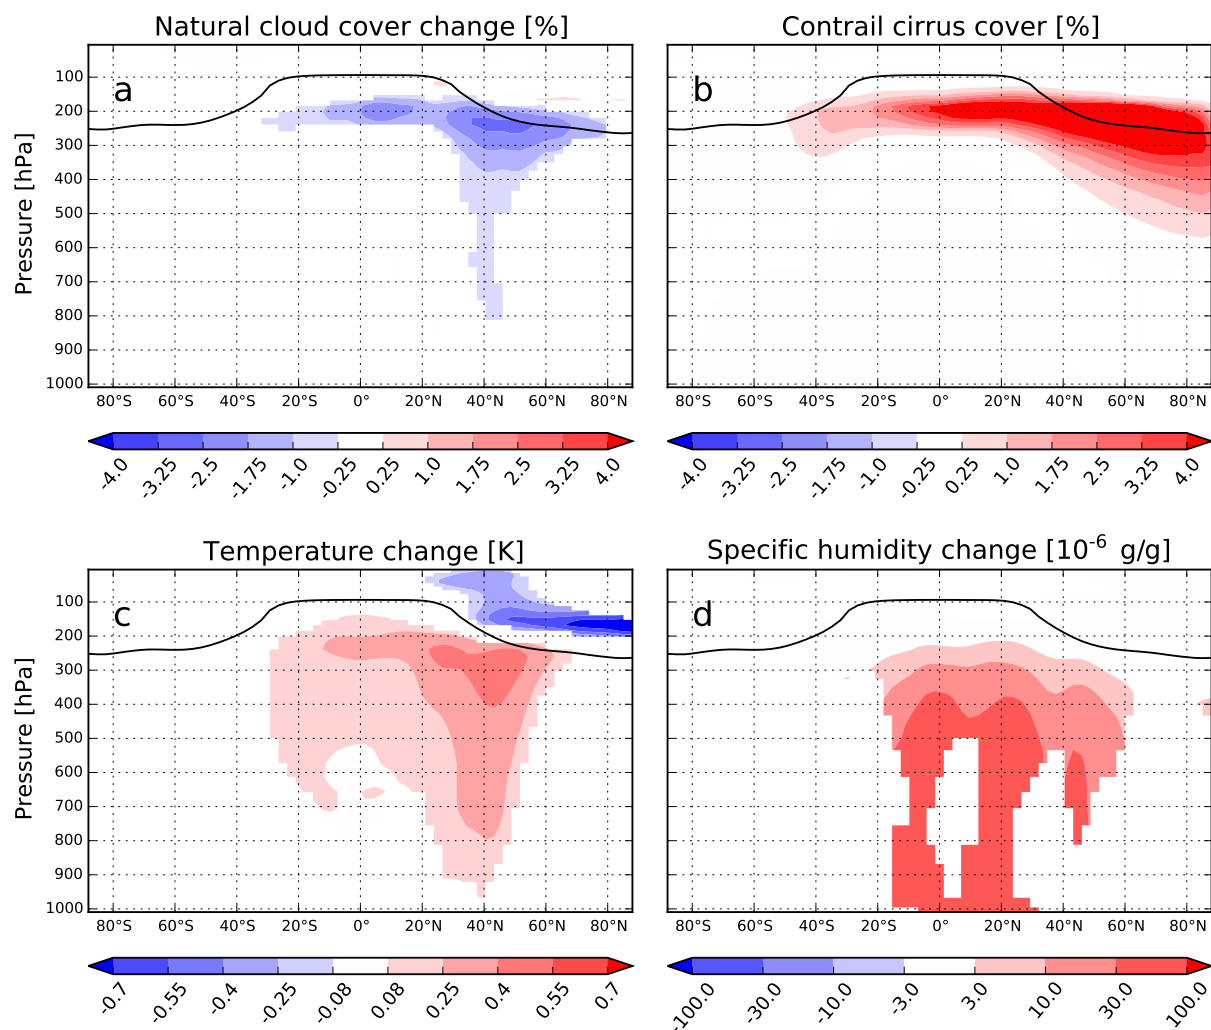 Natural cloud cover change [%]
Contrail cirrus cover [%]
a
b
Pressure [hPa]
100
200
300
400
500
600
700
800
900
1000
80°S 60°S 40°S 20°S 0° 20°N 40°N 60°N 80°N
80°S 60°S 40°S 20°S 0° 20°N 40°N 60°N 80°N
-4.0 -3.25 -2.5 -1.75 -1.0 -0.25 0.25 1.0 1.75 2.5 3.25 4.0
-4.0 -3.25 -2.5 -1.75 -1.0 -0.25 0.25 1.0 1.75 2.5 3.25 4.0
Temperature change [K]
Specific humidity change [10⁻⁶ g/g]
c
d
Pressure [hPa]
100
200
300
400
500
600
700
800
900
1000
80°S 60°S 40°S 20°S 0° 20°N 40°N 60°N 80°N
80°S 60°S 40°S 20°S 0° 20°N 40°N 60°N 80°N
-0.7 -0.55 -0.4 -0.25 -0.08 0.08 0.25 0.4 0.55 0.7
-100.0 -30.0 -10.0 -3.0 3.0 10.0 30.0 100.0